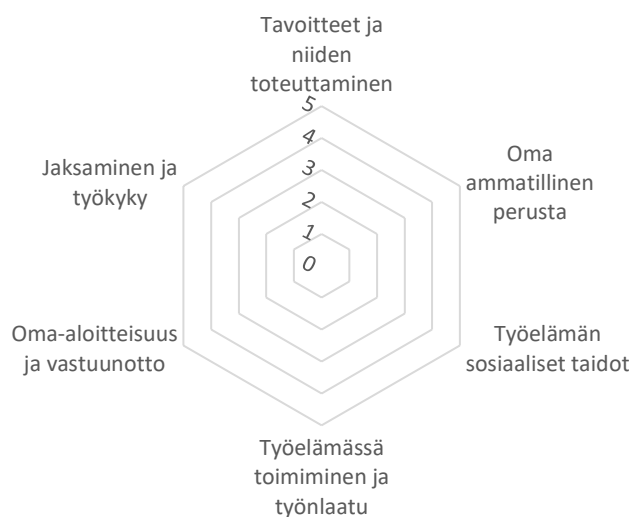 Tavoitteet ja
niiden
toteuttaminen
5
4
3
2
1
0
Oma
ammatillinen
perusta
Työelämän
sosiaaliset taidot
Työelämässä
toimiminen ja
työnlaatu
Oma-aloitteisuus
ja vastuunotto
Jaksaminen ja
työkyky